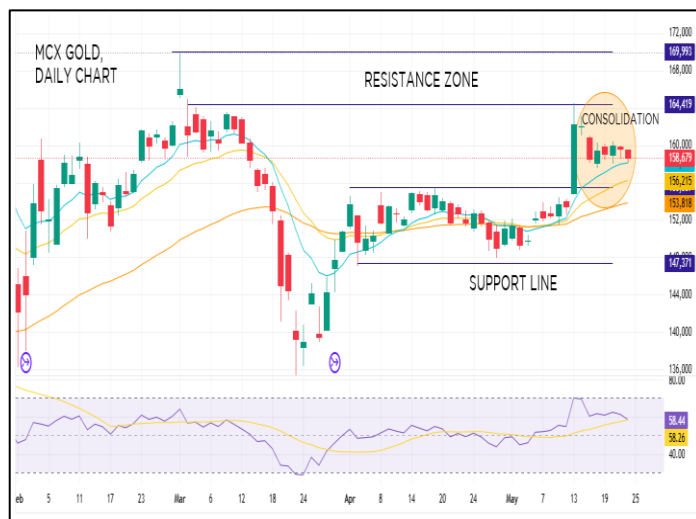 MCX GOLD,
DAILY CHART
RESISTANCE ZONE
CONSOLIDATION
SUPPORT LINE
172,000
169,993
168,000
164,419
160,000
158,679
156,215
153,818
152,000
147,371
144,000
140,000
136,000
80.00
58.44
58.26
40.00
eb 5 11 17 23 Mar 6 12 18 24 Apr 8 14 20 24 May 7 13 19 25